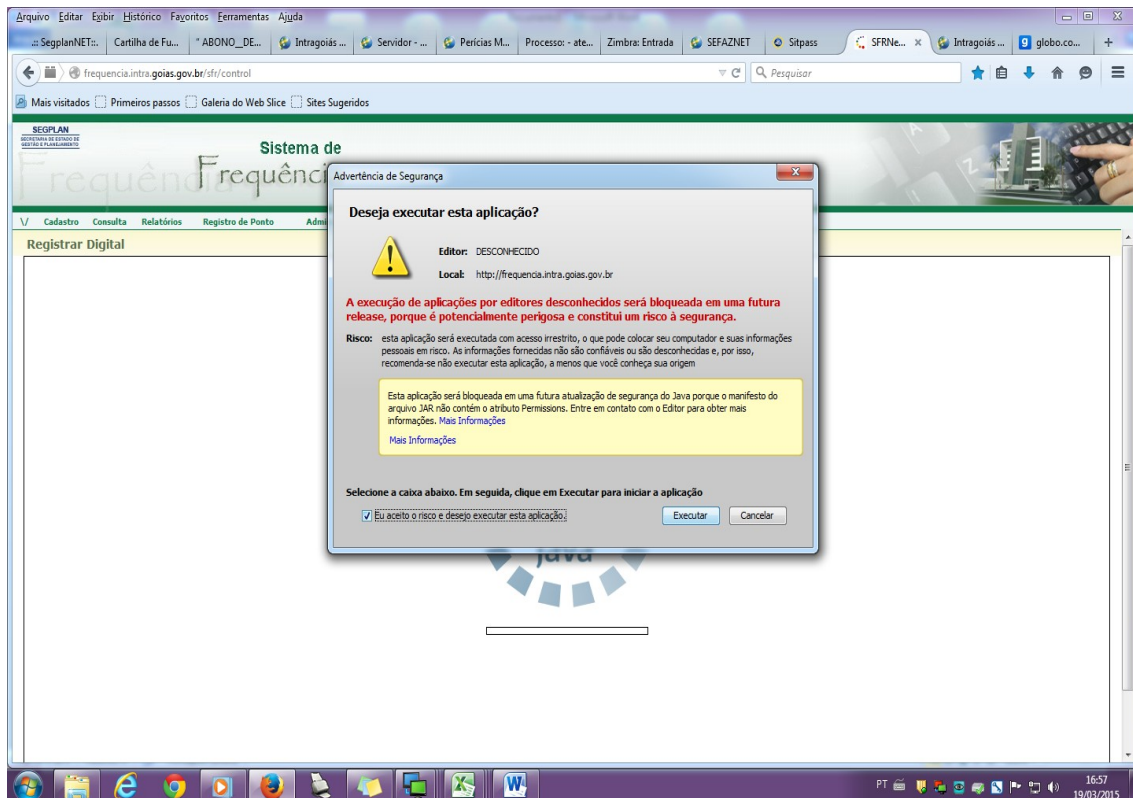 Arquivo Editar Exibir Histórico Favoritos Ferramentas Ajuda
.:: SegplanNET::. Cartilha de Fu... " ABONO_DE... Intragoiás ... Servidor - ... Perícias M... Processo: - ate... Zimbra: Entrada SEFAZNET Sitpass SFRNe... x Intragoiás ... globo.co... +
frequencia.intra.goias.gov.br/sfr/control Pesquisar
Mais visitados Primeiros passos Galeria do Web Slice Sites Sugeridos
SEGPLAN
SECRETARIA DE ESTADO DE
GESTÃO E PLANEJAMENTO
Sistema de
Frequênci
Cadastro Consulta Relatórios Registro de Ponto Admi
Registrar Digital
Advertência de Segurança
Deseja executar esta aplicação?
Editor: DESCONHECIDO
Local: http://frequencia.intra.goias.gov.br
A execução de aplicações por editores desconhecidos será bloqueada em uma futura
release, porque é potencialmente perigosa e constitui um risco à segurança.
Risco: esta aplicação será executada com acesso irrestrito, o que pode colocar seu computador e suas informações
pessoais em risco. As informações fornecidas não são confiáveis ou são desconhecidas e, por isso,
recomenda-se não executar esta aplicação, a menos que você conheça sua origem
Esta aplicação será bloqueada em uma futura atualização de segurança do Java porque o manifesto do
arquivo JAR não contém o atributo Permissions. Entre em contato com o Editor para obter mais
informações. Mais Informações
Mais Informações
Selecione a caixa abaixo. Em seguida, clique em Executar para iniciar a aplicação
Eu aceito o risco e desejo executar esta aplicação.
Executar Cancelar
java
PT 16:57
19/03/2015